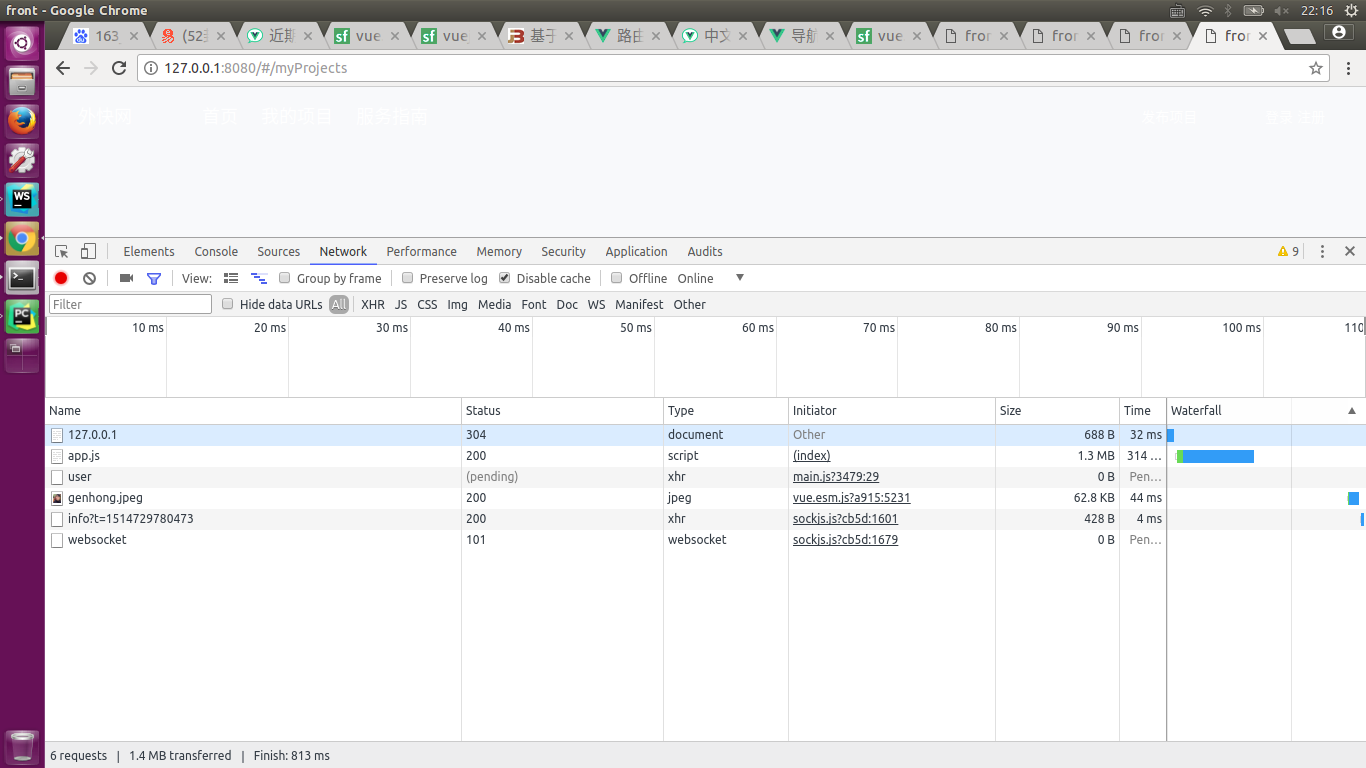 front - Google Chrome
22:16
163_
(52
近期
vue
vue
基于
路由
中文
导航
vue
fron
fron
fron
fron
127.0.0.1:8080/#/myProjects
外快网 首页 我的项目 服务指南 发布项目 登录 注册
Elements Console Sources Network Performance Memory Security Application Audits 9
View: Group by frame Preserve log Disable cache Offline Online
Filter Hide data URLs All XHR JS CSS Img Media Font Doc WS Manifest Other
10 ms 20 ms 30 ms 40 ms 50 ms 60 ms 70 ms 80 ms 90 ms 100 ms 110
Name Status Type Initiator Size Time Waterfall
127.0.0.1 304 document Other 688 B 32 ms
app.js 200 script (index) 1.3 MB 314 ...
user (pending) xhr main.js?3479:29 0 B Pen...
genhong.jpeg 200 jpeg vue.esm.js?a915:5231 62.8 KB 44 ms
info?t=1514729780473 200 xhr sockjs.js?cb5d:1601 428 B 4 ms
websocket 101 websocket sockjs.js?cb5d:1679 0 B Pen...
6 requests | 1.4 MB transferred | Finish: 813 ms
WS
PC